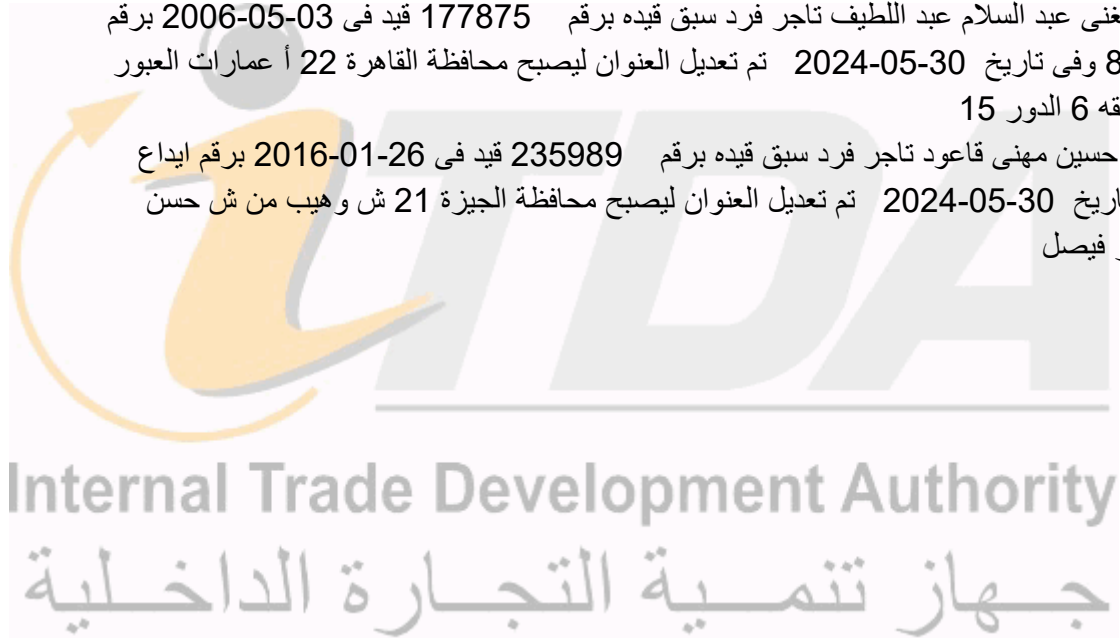 غنى عبد السلام عبد اللطيف تاجر فرد سبق قيده برقم 177875 قيد فى 03-05-2006 برقم
8 وفى تاريخ 30-05-2024 تم تعديل العنوان ليصبح محافظة القاهرة 22 أ عمارات العبور
قه 6 الدور 15
حسين مهنى قاعود تاجر فرد سبق قيده برقم 235989 قيد فى 26-01-2016 برقم ايداع
اريخ 30-05-2024 تم تعديل العنوان ليصبح محافظة الجيزة 21 ش وهيب من ش حسن
فيصل
iTDA
Internal Trade Development Authority
جهاز تنمية التجارة الداخلية